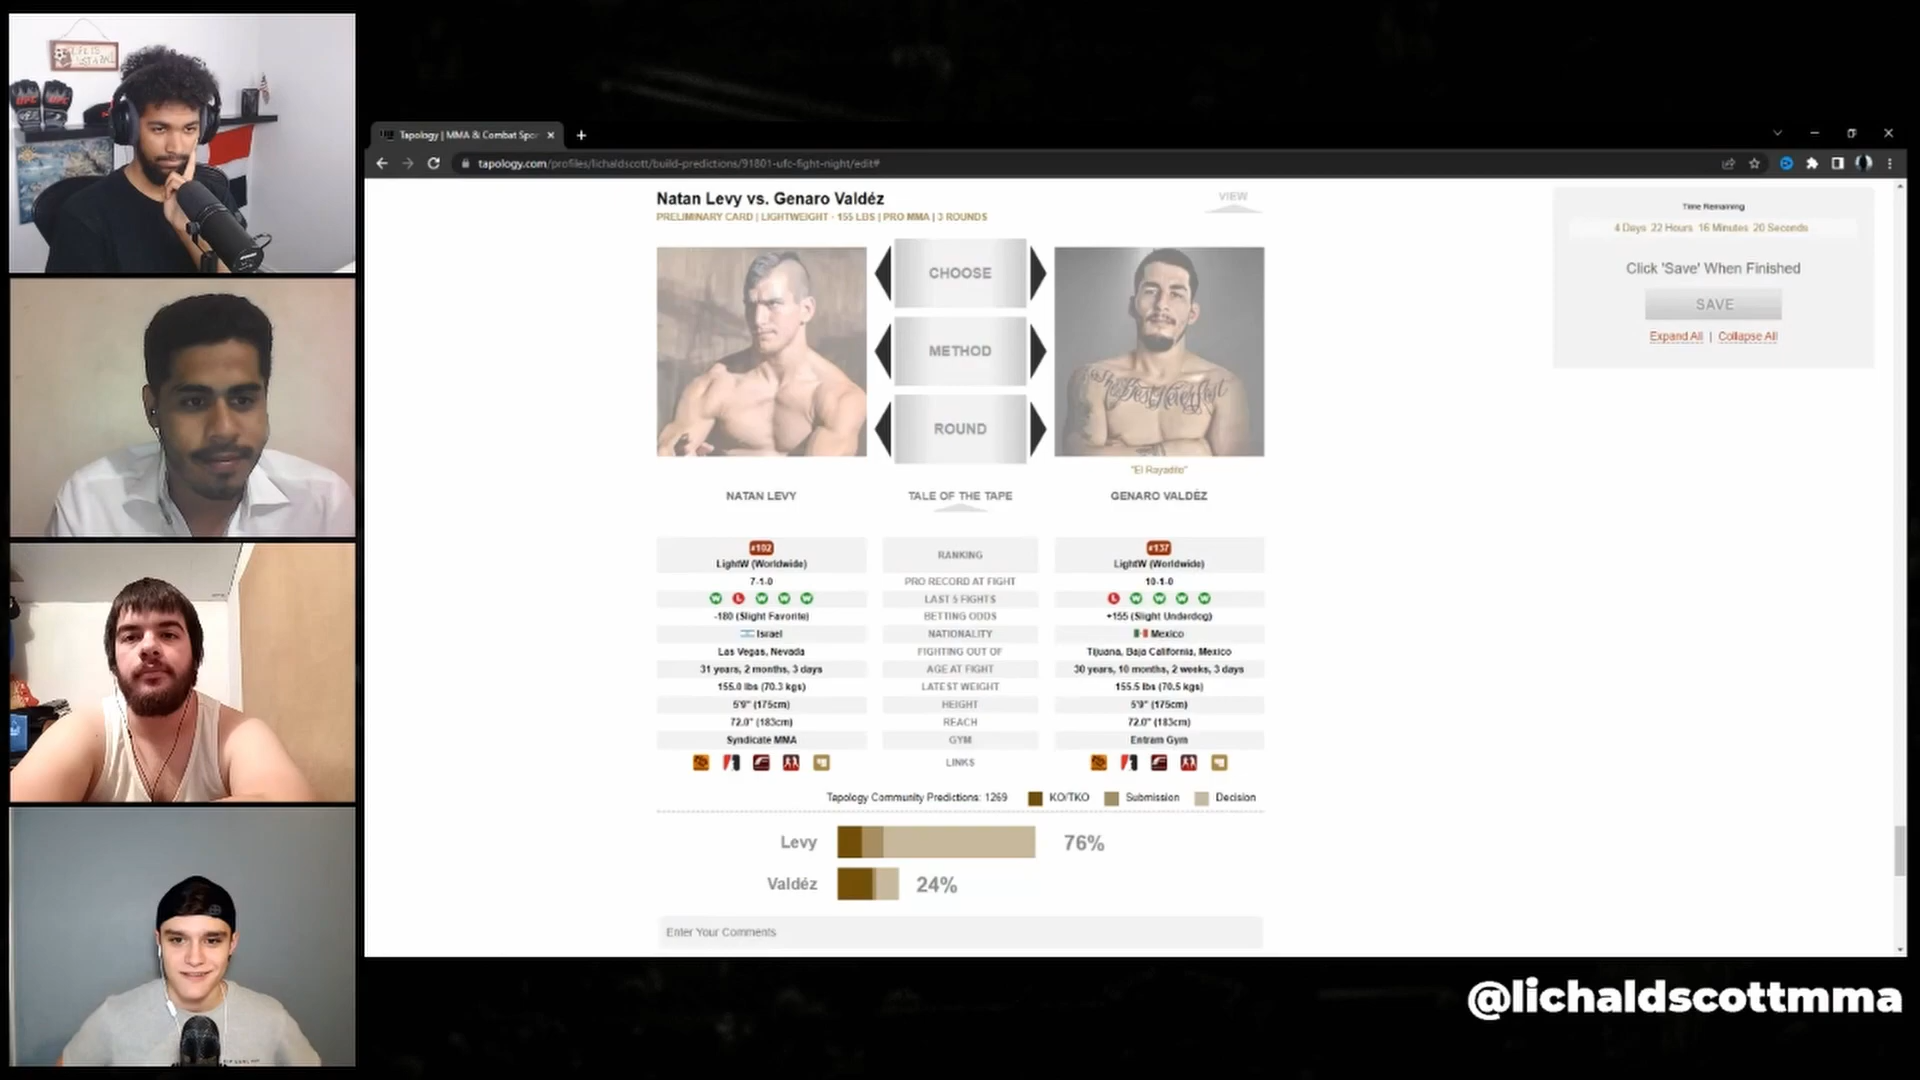 LIFE IS
JUST A BALL
UFC UFC
Tapology | MMA & Combat Spor
tapology.com/profiles/lichaldscott/build-predictions/91801-ufc-fight-night/edit#
Natan Levy vs. Genaro Valdéz
VIEW
PRELIMINARY CARD | LIGHTWEIGHT · 155 LBS | PRO MMA | 3 ROUNDS
CHOOSE
METHOD
ROUND
"El Rayadito"
NATAN LEVY TALE OF THE TAPE GENARO VALDÉZ
#102 RANKING #137
LightW (Worldwide) LightW (Worldwide)
7-1-0 PRO RECORD AT FIGHT 10-1-0
W L W W W LAST 5 FIGHTS L W W W W
-180 (Slight Favorite) BETTING ODDS +155 (Slight Underdog)
Israel NATIONALITY Mexico
Las Vegas, Nevada FIGHTING OUT OF Tijuana, Baja California, Mexico
31 years, 2 months, 3 days AGE AT FIGHT 30 years, 10 months, 2 weeks, 3 days
155.0 lbs (70.3 kgs) LATEST WEIGHT 155.5 lbs (70.5 kgs)
5'9" (175cm) HEIGHT 5'9" (175cm)
72.0" (183cm) REACH 72.0" (183cm)
Syndicate MMA GYM Entram Gym
LINKS
Tapology Community Predictions: 1269 KO/TKO Submission Decision
Levy 76%
Valdéz 24%
Enter Your Comments
Time Remaining
4 Days 22 Hours 16 Minutes 20 Seconds
Click 'Save' When Finished
SAVE
Expand All | Collapse All
@lichaldscottmma